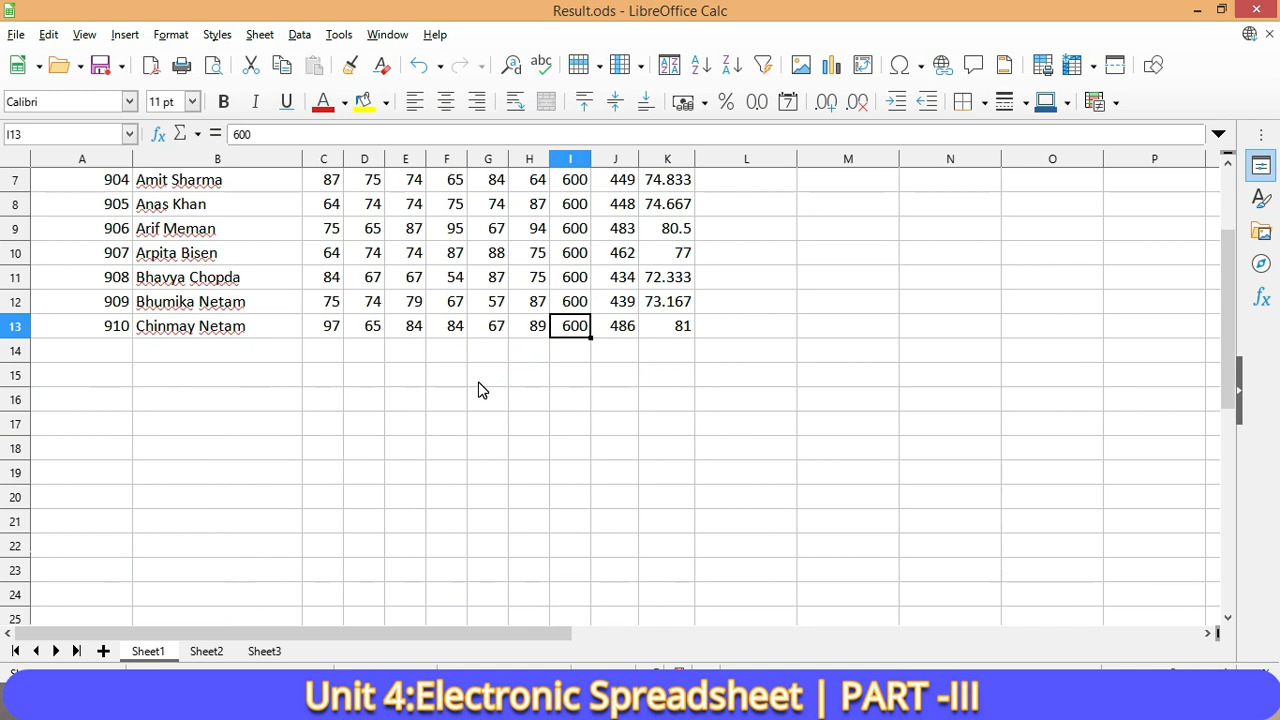 Result.ods - LibreOffice Calc
File Edit View Insert Format Styles Sheet Data Tools Window Help
Calibri 11 pt
I13 600
A B C D E F G H I J K L M N O P
7 904 Amit Sharma 87 75 74 65 84 64 600 449 74.833
8 905 Anas Khan 64 74 74 75 74 87 600 448 74.667
9 906 Arif Meman 75 65 87 95 67 94 600 483 80.5
10 907 Arpita Bisen 64 74 74 87 88 75 600 462 77
11 908 Bhavya Chopda 84 67 67 54 87 75 600 434 72.333
12 909 Bhumika Netam 75 74 79 67 57 87 600 439 73.167
13 910 Chinmay Netam 97 65 84 84 67 89 600 486 81
14
15
16
17
18
19
20
21
22
23
24
25
Sheet1 Sheet2 Sheet3
Unit 4:Electronic Spreadsheet | PART -III